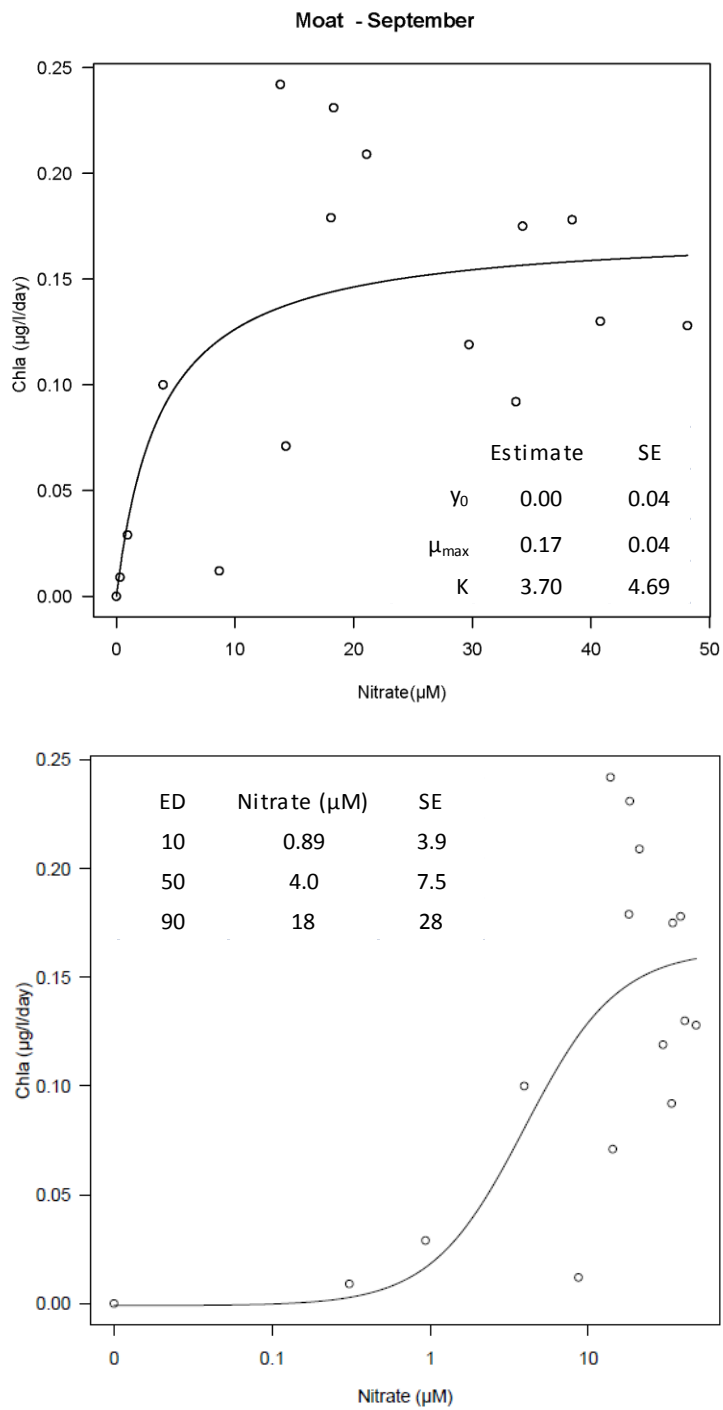 Moat - September
0.25
0.20
0.15
0.10
0.05
0.00
Chla (µg/l/day)
Estimate SE
y0 0.00 0.04
µmax 0.17 0.04
K 3.70 4.69
0 10 20 30 40 50
Nitrate(µM)
0.25
0.20
0.15
0.10
0.05
0.00
Chla (µg/l/day)
ED Nitrate (µM) SE
10 0.89 3.9
50 4.0 7.5
90 18 28
0 0.1 1 10
Nitrate (µM)